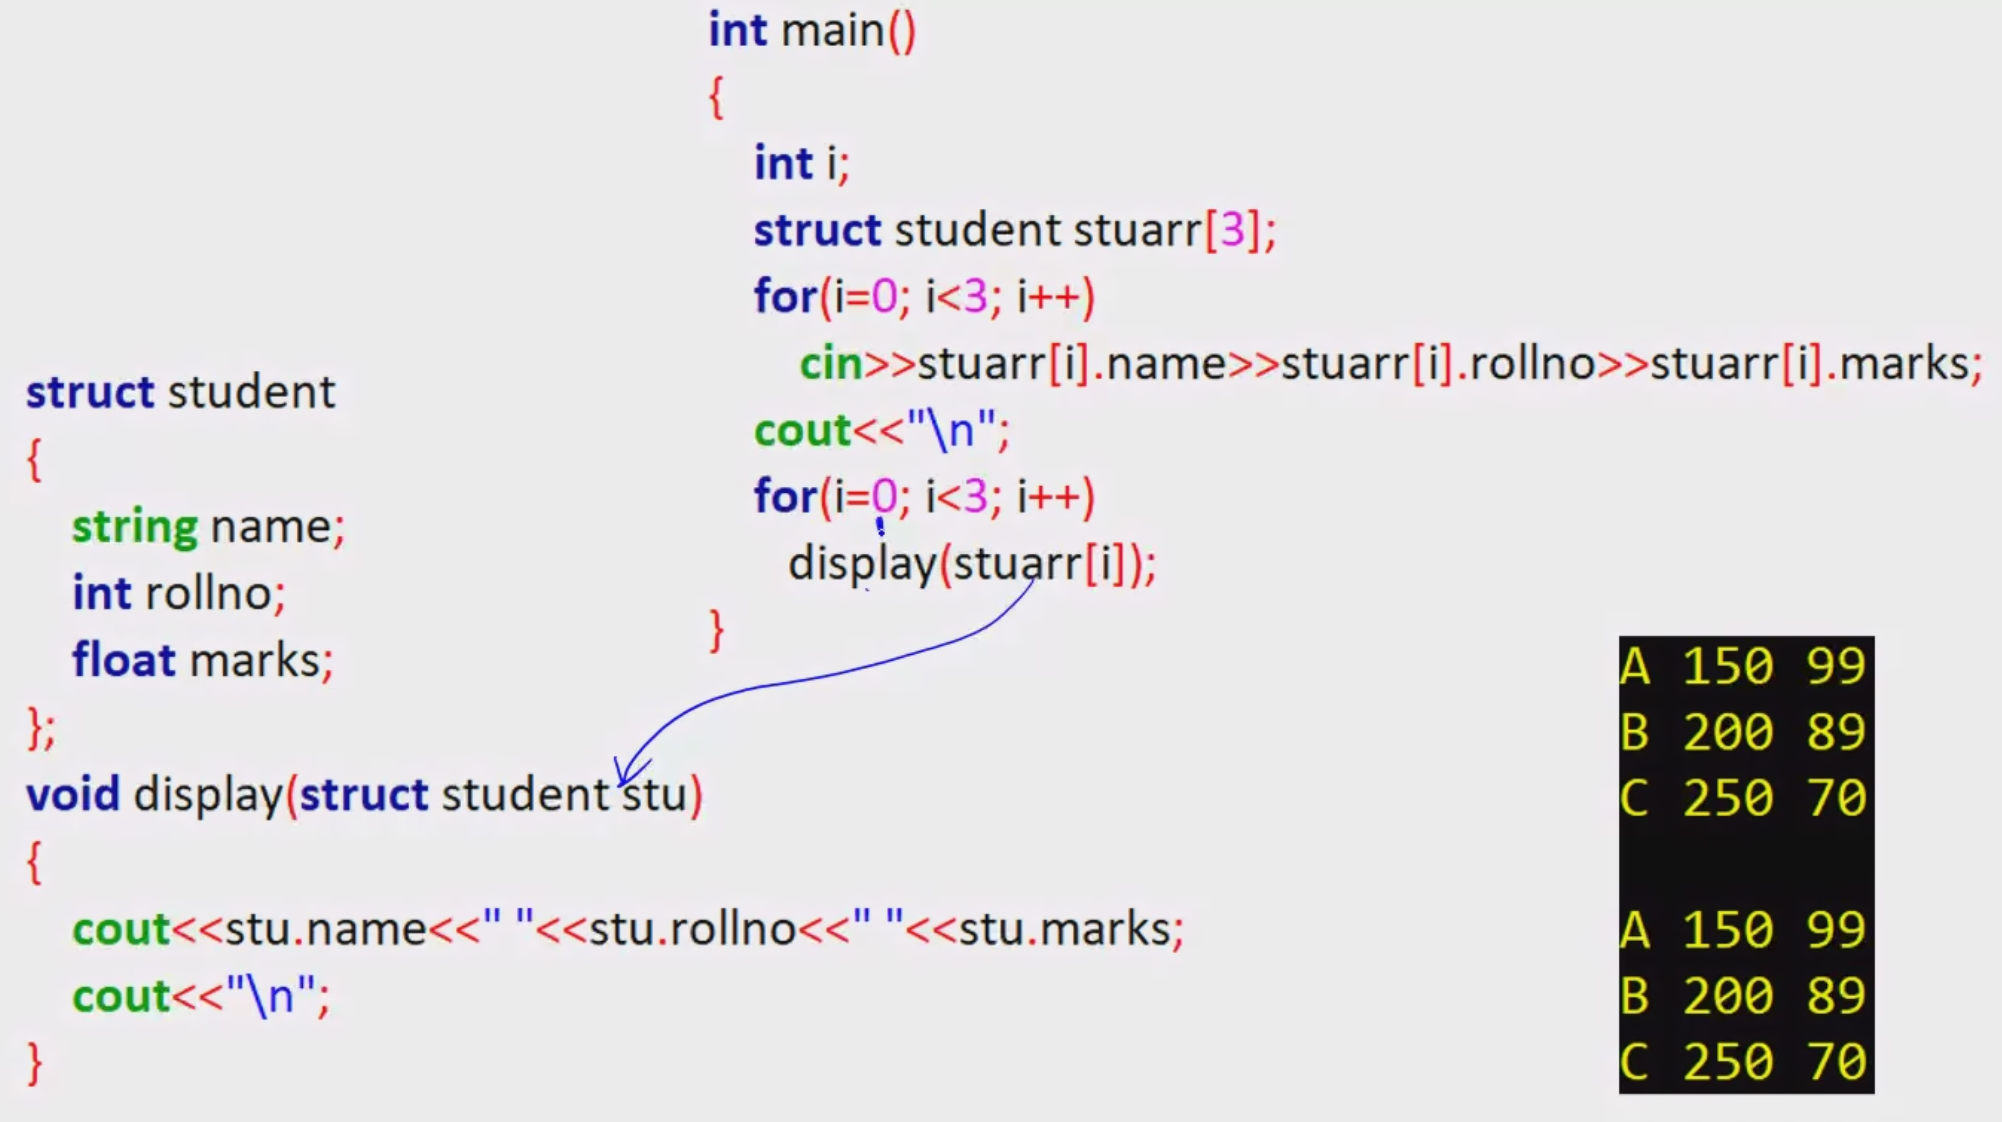 int main()
{
int i;
struct student stuarr[3];
for(i=0; i<3; i++)
cin>>stuarr[i].name>>stuarr[i].rollno>>stuarr[i].marks;
cout<<"\n";
for(i=0; i<3; i++)
display(stuarr[i]);
}
struct student
{
string name;
int rollno;
float marks;
};
void display(struct student stu)
{
cout<<stu.name<<" "<<stu.rollno<<" "<<stu.marks;
cout<<"\n";
}
A 150 99
B 200 89
C 250 70
A 150 99
B 200 89
C 250 70